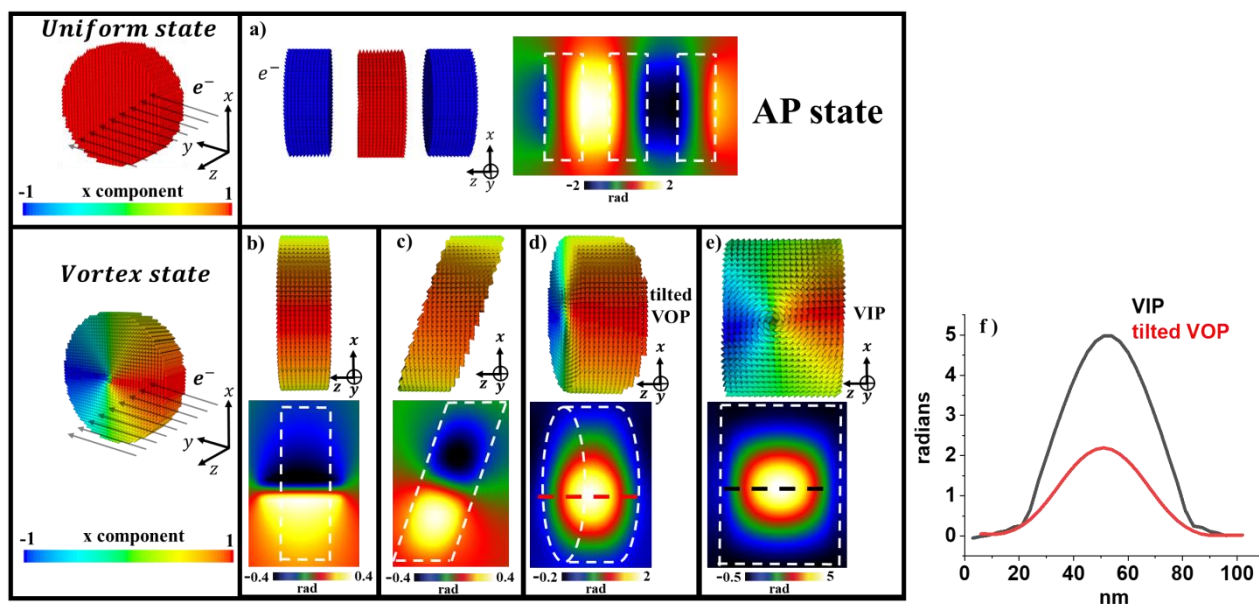 Uniform state
e⁻
x
y
z
-1 x component 1
a)
e⁻
x
z
y
−2 2
rad
AP state
Vortex state
e⁻
x
y
z
-1 x component 1
b)
x
z
y
−0.4 0.4
rad
c)
x
z
y
−0.4 0.4
rad
d)
tilted
VOP
x
z
y
−0.2 2
rad
e)
VIP
x
z
y
−0.5 5
rad
f)
VIP
tilted VOP
radians
5
4
3
2
1
0
0 20 40 60 80 100
nm